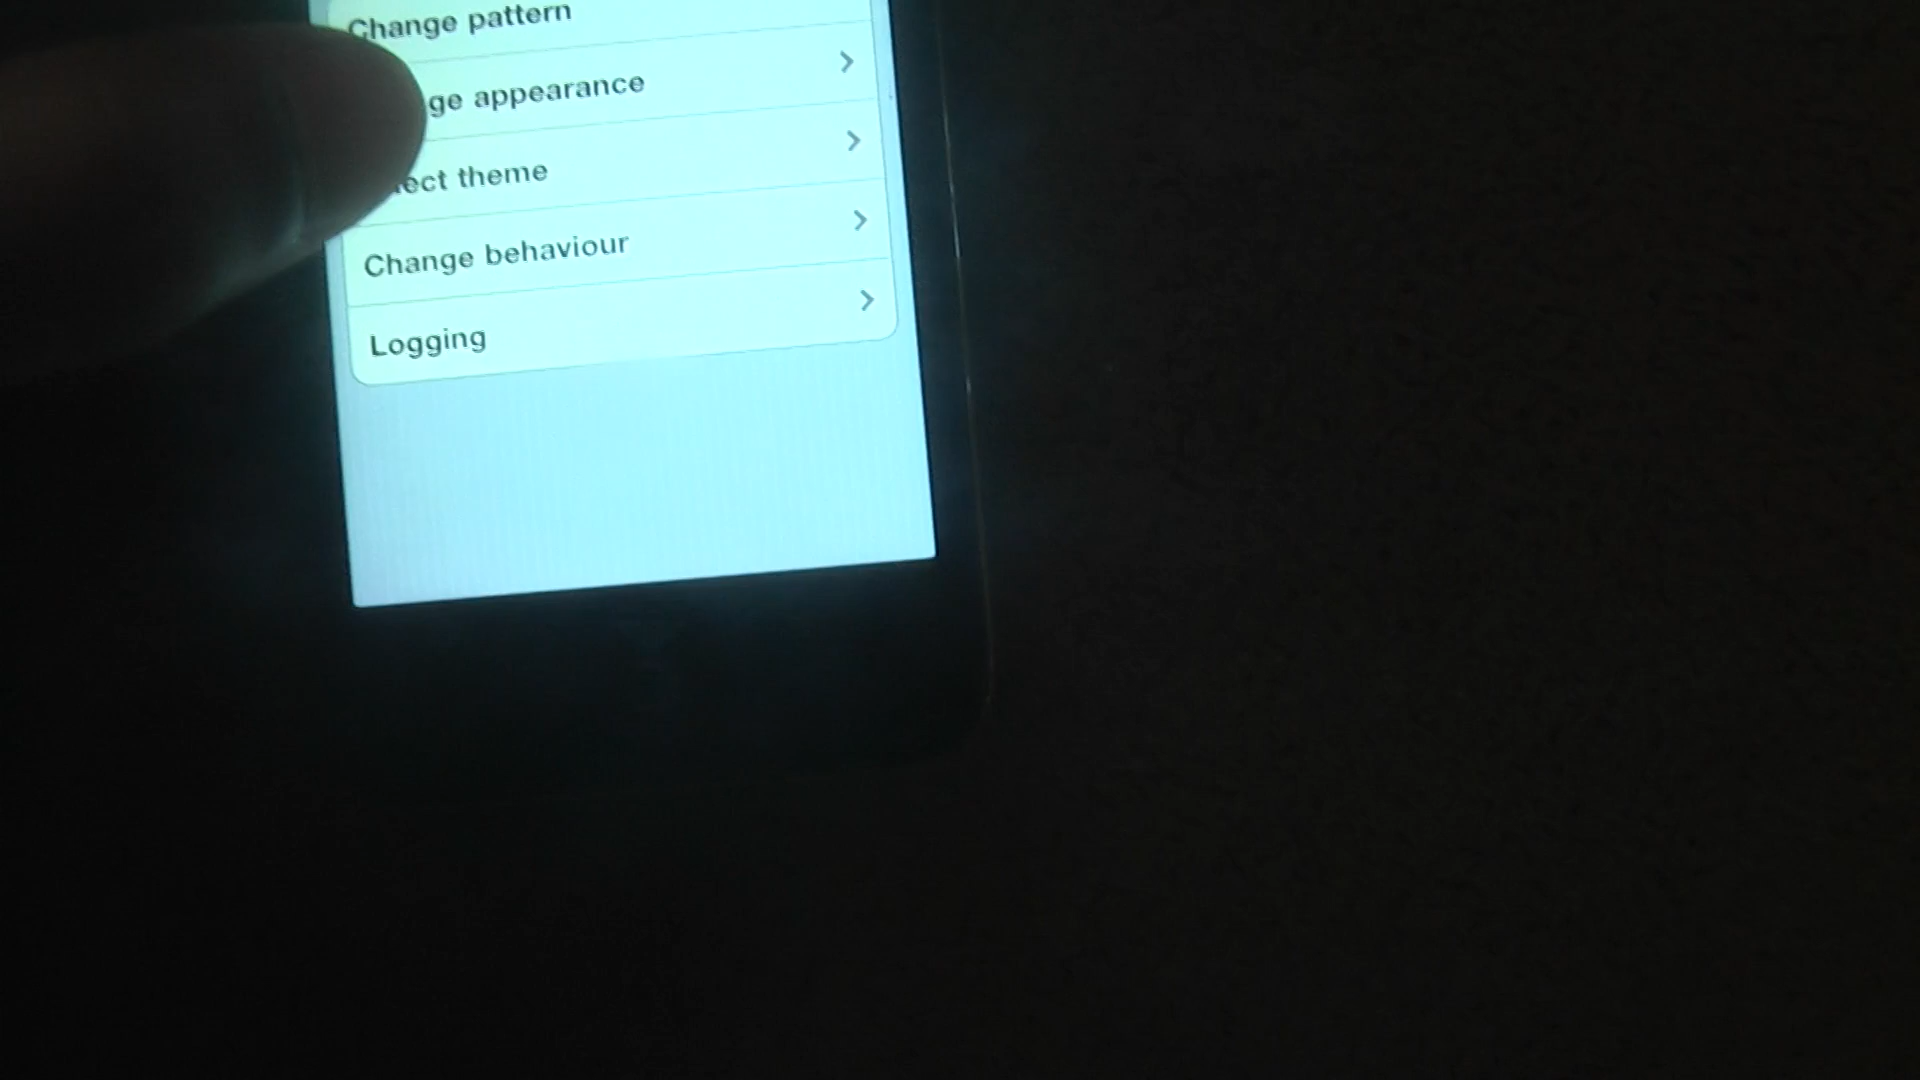 Change pattern
ge appearance
ect theme
Change behaviour
Logging